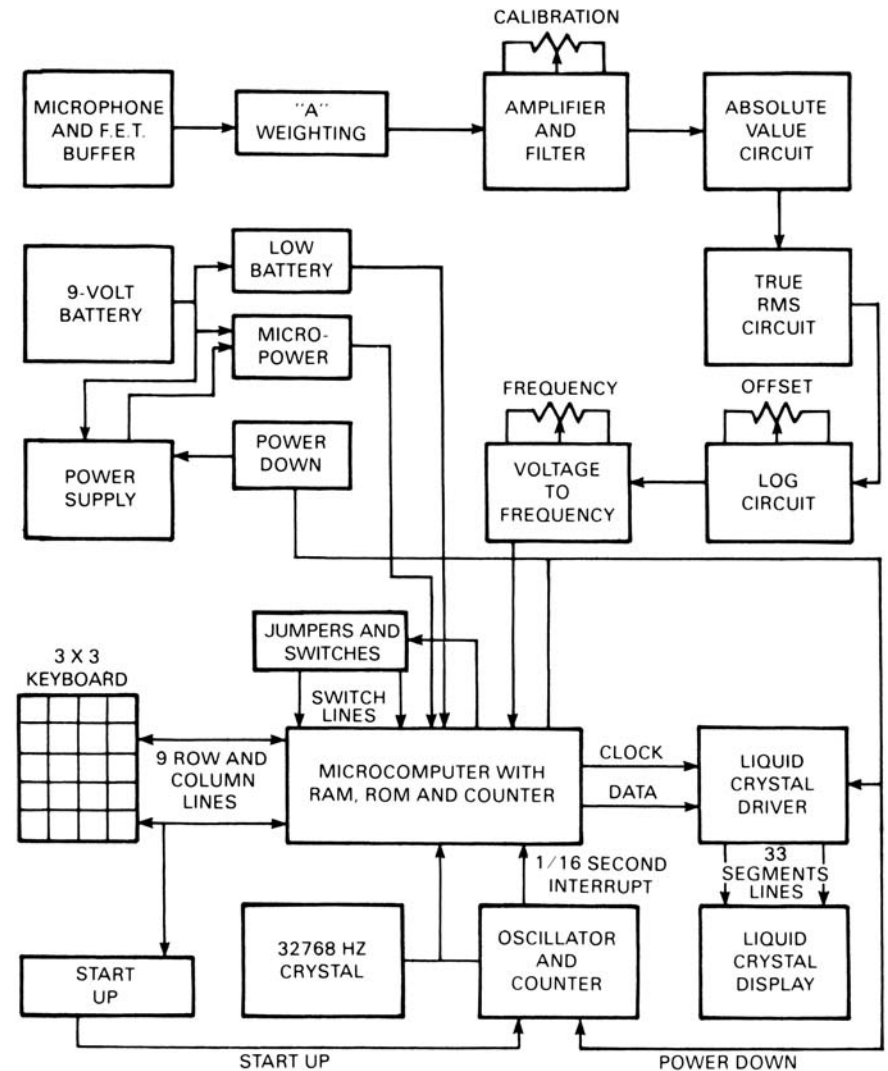 CALIBRATION
MICROPHONE
AND F.E.T.
BUFFER
"A"
WEIGHTING
AMPLIFIER
AND
FILTER
ABSOLUTE
VALUE
CIRCUIT
9-VOLT
BATTERY
LOW
BATTERY
MICRO-
POWER
TRUE
RMS
CIRCUIT
POWER
SUPPLY
POWER
DOWN
FREQUENCY
VOLTAGE
TO
FREQUENCY
OFFSET
LOG
CIRCUIT
JUMPERS AND
SWITCHES
SWITCH
LINES
3 X 3
KEYBOARD
9 ROW AND
COLUMN
LINES
MICROCOMPUTER WITH
RAM, ROM AND COUNTER
CLOCK
DATA
LIQUID
CRYSTAL
DRIVER
33
SEGMENTS
LINES
1/16 SECOND
INTERRUPT
32768 HZ
CRYSTAL
OSCILLATOR
AND
COUNTER
LIQUID
CRYSTAL
DISPLAY
START
UP
START UP
POWER DOWN